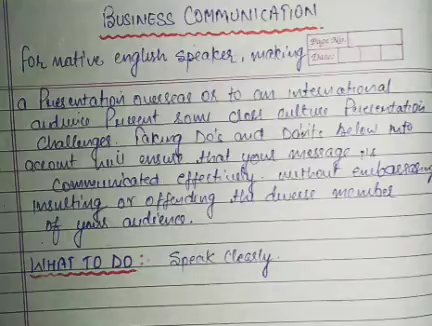 BUSINESS COMMUNICATION.
for native english speaker, making
Page No.
Date:
a Presentation overseas or to an international
audience Present some cross culture Presentation
challenges. Taking Do's and Donts below into
account will ensure that your message is
communicated effectively. without embarrassing
insulting or offending the diverse member
of your audience.
WHAT TO DO: Speak Clearly.